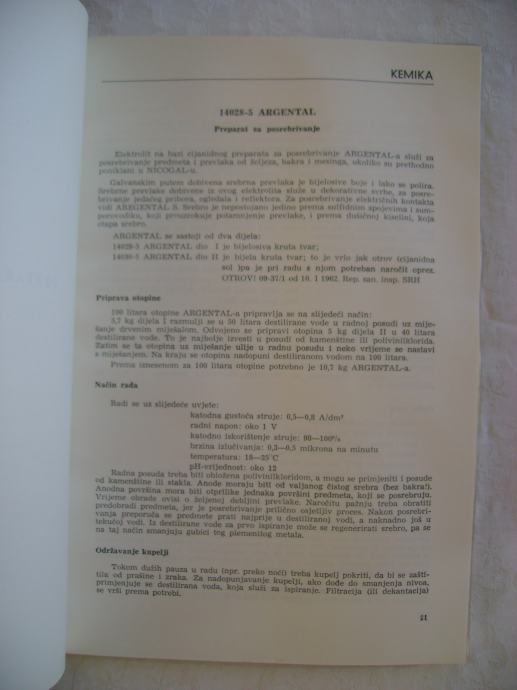 KEMIKA
14028-5 ARGENTAL
Preparat za posrebrivanje
Elektrolit na bazi cijanidnog preparata za posrebrivanje ARGENTAL-a služi za
posrebrivanje predmeta i prevlaka od željeza, bakra i mesinga, ukoliko su prethodno
poniklani u NICOGAL-u.
Galvanskim putem dobivena srebrna prevlaka je bijelosive boje i lako se polira.
Srebrne prevlake dobivene iz ovog elektrolita služe u dekorativne svrhe, za posre-
brivanje jedaćeg pribora, ogledala i reflektora. Za posrebrivanje električnih kontakta
vidi ARGENTAL S. Srebro je nepostojano jedino prema sulfidnim spojevima i sum-
porovodiku, koji prouzrokuje potamnjenje prevlake, i prema dušičnoj kiselini, koja
otapa srebro.
ARGENTAL se sastoji od dva dijela:
14028-5 ARGENTAL dio I je bijelosiva kruta tvar;
14030-5 ARGENTAL dio II je bijela kruta tvar; to je vrlo jak otrov (cijanidna
sol ipa je pri radu s njom potreban naročit oprez.
OTROV! 09-37/1 od 10. I 1962. Rep. san. insp. SRH
Priprava otopine
100 litara otopine ARGENTAL-a pripravlja se na slijedeći način:
5,7 kg dijela I razmulji se u 50 litara destilirane vode u radnoj posudi uz mije-
šanje drvenim miješalom. Odvojeno se pripravi otopina 5 kg dijela II u 40 litara
destilirane vode. To je najbolje izvesti u posudi od kamenštine ili polivinilklorida.
Zatim se ta otopina uz miješanje ulije u radnu posudu i neko vrijeme se nastavi
s miješanjem. Na kraju se otopina nadopuni destiliranom vodom na 100 litara.
Prema iznesenom za 100 litara otopine potrebno je 10,7 kg ARGENTAL-a.
Način rada
Radi se uz slijedeće uvjete:
katodna gustoća struje: 0,5—0,8 A/dm²
radni napon: oko 1 V
katodno iskorištenje struje: 98—100%
brzina izlučivanja: 0,3—0,5 mikrona na minutu
temperatura: 18—25°C
pH-vrijednost: oko 12
Radna posuda treba biti obložena polivinilkloridom, a mogu se primjeniti i posude
od kamenštine ili stakla. Anode moraju biti od valjanog čistog srebra (bez bakra!).
Anodna površina mora biti otprilike jednaka površini predmeta, koji se posrebruju.
Vrijeme obrade ovisi o željenoj debljini prevlake. Naročitu pažnju treba obratiti
predobradi predmeta, jer je posrebrivanje prilično osjetljiv proces. Nakon posrebri-
vanja preporuča se predmete prati najprije u destiliranoj vodi, a naknadno još u
tekućoj vodi. Iz destilirane vode za prvo ispiranje može se regenerirati srebro, pa se
na taj način smanjuju gubici tog plemenitog metala.
Održavanje kupelji
Tokom dužih pauza u radu (npr. preko noći) treba kupelj pokriti, da bi se zašti-
tila od prašine i zraka. Za nadopunjavanje kupelji, ako dođe do smanjenja nivoa,
primjenjuje se destilirana voda, koja služi za ispiranje. Filtracija (ili dekantacija)
se vrši prema potrebi.
21